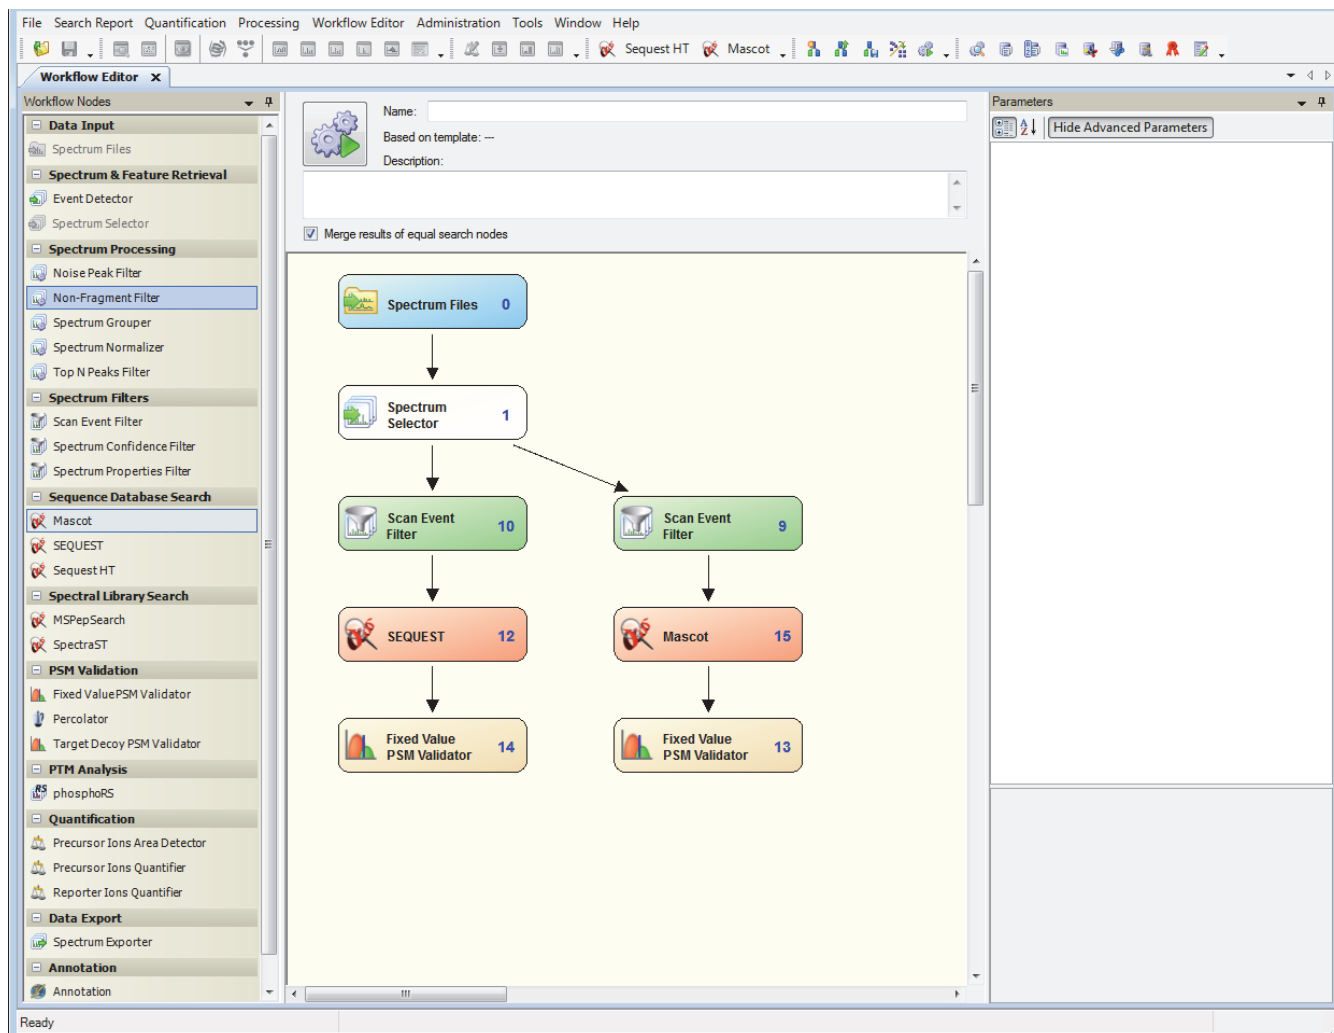 File Search Report Quantification Processing Workflow Editor Administration Tools Window Help
Sequest HT Mascot
Workflow Editor X
Workflow Nodes
Data Input
Spectrum Files
Spectrum & Feature Retrieval
Event Detector
Spectrum Selector
Spectrum Processing
Noise Peak Filter
Non-Fragment Filter
Spectrum Grouper
Spectrum Normalizer
Top N Peaks Filter
Spectrum Filters
Scan Event Filter
Spectrum Confidence Filter
Spectrum Properties Filter
Sequence Database Search
Mascot
SEQUEST
Sequest HT
Spectral Library Search
MSPepSearch
SpectraST
PSM Validation
Fixed ValuePSM Validator
Percolator
Target Decoy PSM Validator
PTM Analysis
phosphoRS
Quantification
Precursor Ions Area Detector
Precursor Ions Quantifier
Reporter Ions Quantifier
Data Export
Spectrum Exporter
Annotation
Annotation
Name:
Based on template: ---
Description:
Merge results of equal search nodes
Spectrum Files 0
Spectrum
Selector 1
Scan Event
Filter 10
Scan Event
Filter 9
SEQUEST 12
Mascot 15
Fixed Value
PSM Validator 14
Fixed Value
PSM Validator 13
Parameters
Hide Advanced Parameters
Ready